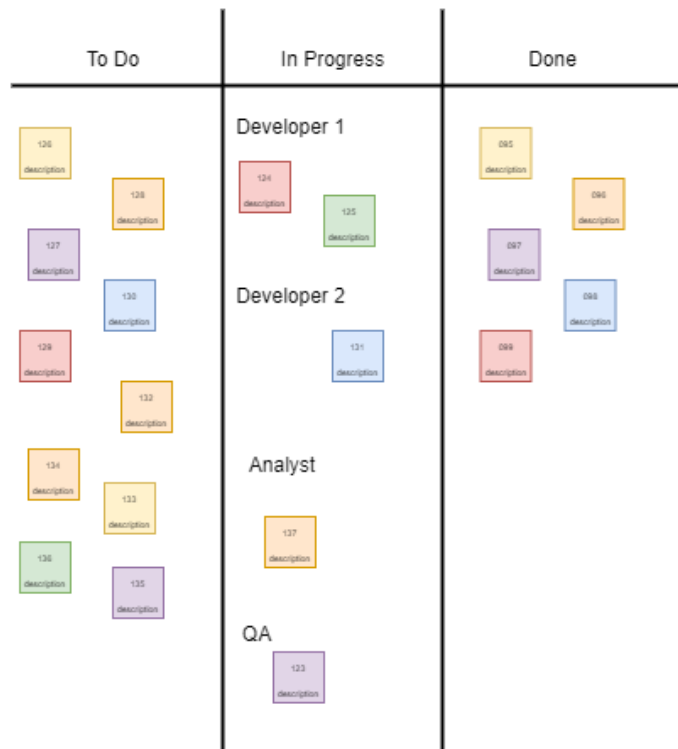 To Do
In Progress
Done
126
description
128
description
127
description
130
description
129
description
132
description
134
description
133
description
136
description
135
description
Developer 1
124
description
125
description
Developer 2
131
description
Analyst
137
description
QA
123
description
095
description
096
description
097
description
098
description
099
description